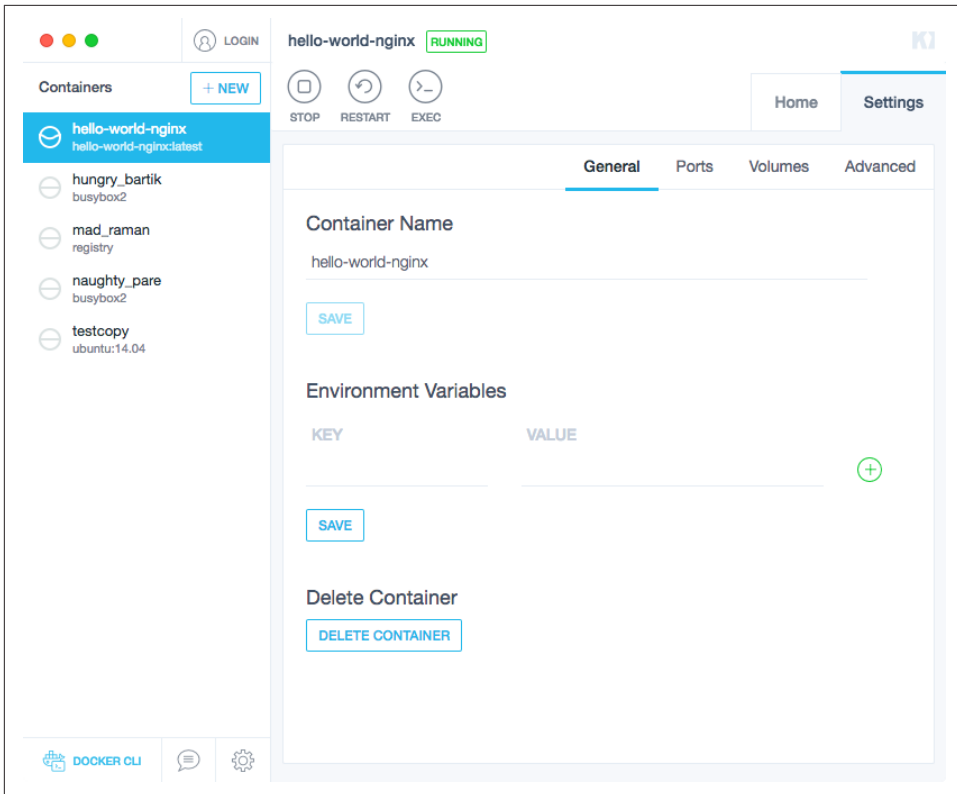 LOGIN
Containers
+ NEW
hello-world-nginx
hello-world-nginx:latest
hungry_bartik
busybox2
mad_raman
registry
naughty_pare
busybox2
testcopy
ubuntu:14.04
DOCKER CLI
hello-world-nginx RUNNING
STOP RESTART EXEC
Home Settings
General Ports Volumes Advanced
Container Name
hello-world-nginx
SAVE
Environment Variables
KEY VALUE
SAVE
Delete Container
DELETE CONTAINER